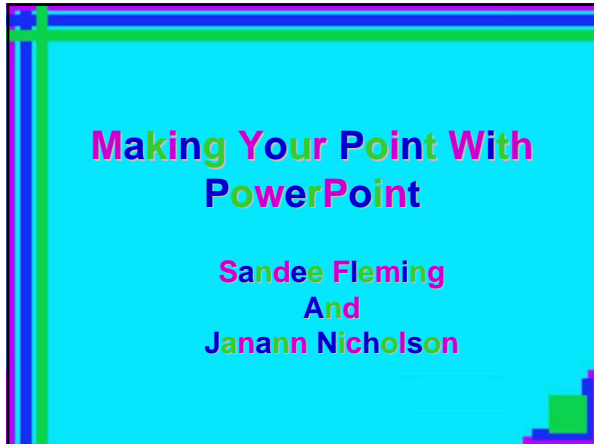 Making Your Point With
PowerPoint
Sandee Fleming
And
Janann Nicholson